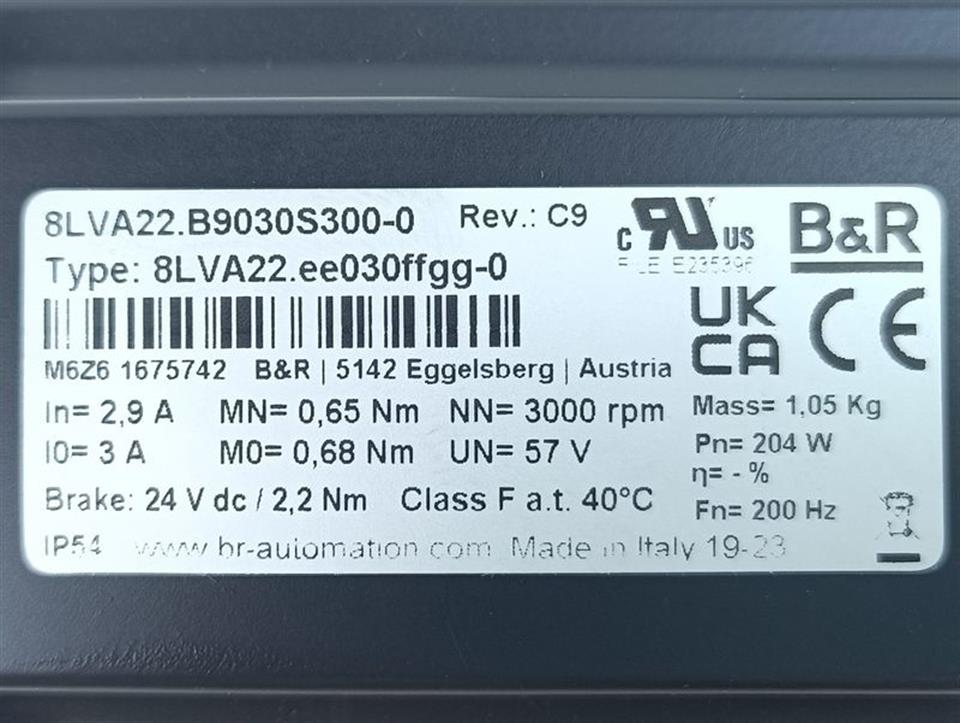 8LVA22.B9030S300-0 Rev.: C9
Type: 8LVA22.ee030ffgg-0
C UR US
FILE E235396
B&R
UK
CA
CE
M6Z6 1675742 B&R | 5142 Eggelsberg | Austria
In= 2,9 A MN= 0,65 Nm NN= 3000 rpm
I0= 3 A M0= 0,68 Nm UN= 57 V
Brake: 24 V dc / 2,2 Nm Class F a.t. 40°C
IP54 www.br-automation.com Made in Italy 19-23
Mass= 1,05 Kg
Pn= 204 W
η= - %
Fn= 200 Hz